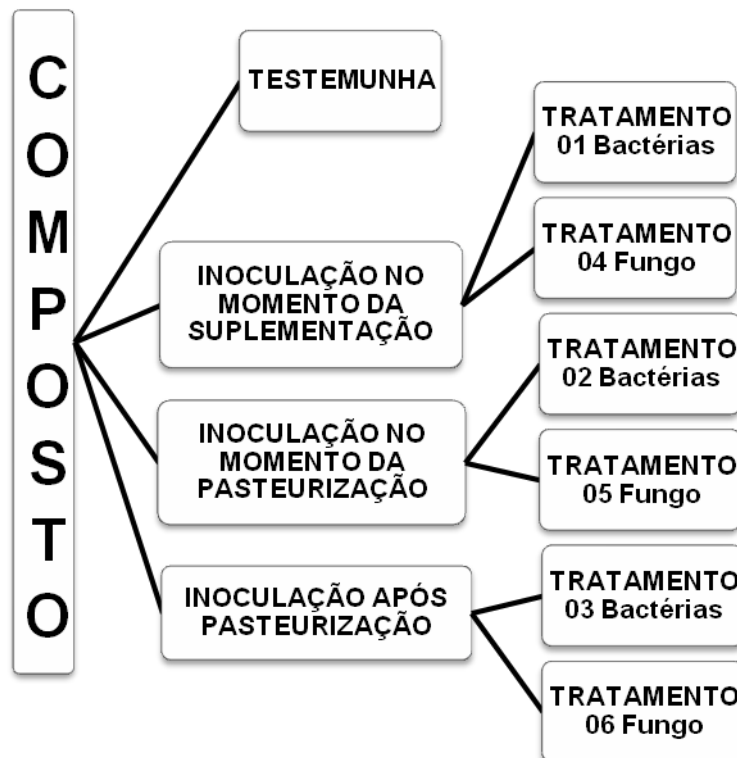 COMPOSTO
TESTEMUNHA
INOCULAÇÃO NO
MOMENTO DA
SUPLEMENTAÇÃO
TRATAMENTO
01 Bactérias
TRATAMENTO
04 Fungo
INOCULAÇÃO NO
MOMENTO DA
PASTEURIZAÇÃO
TRATAMENTO
02 Bactérias
TRATAMENTO
05 Fungo
INOCULAÇÃO APÓS
PASTEURIZAÇÃO
TRATAMENTO
03 Bactérias
TRATAMENTO
06 Fungo